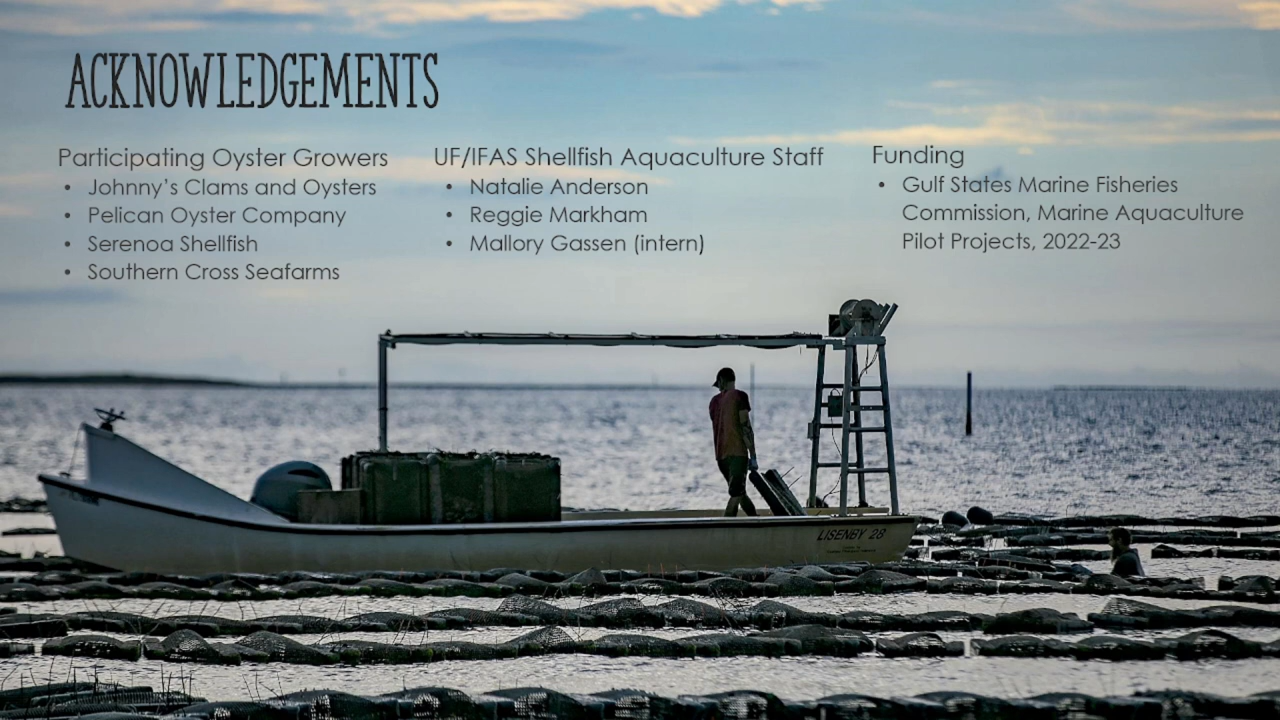 ACKNOWLEDGEMENTS
Participating Oyster Growers
• Johnny's Clams and Oysters
• Pelican Oyster Company
• Serenoa Shellfish
• Southern Cross Seafarms
UF/IFAS Shellfish Aquaculture Staff
• Natalie Anderson
• Reggie Markham
• Mallory Gassen (intern)
Funding
• Gulf States Marine Fisheries
Commission, Marine Aquaculture
Pilot Projects, 2022-23
LISENBY 28